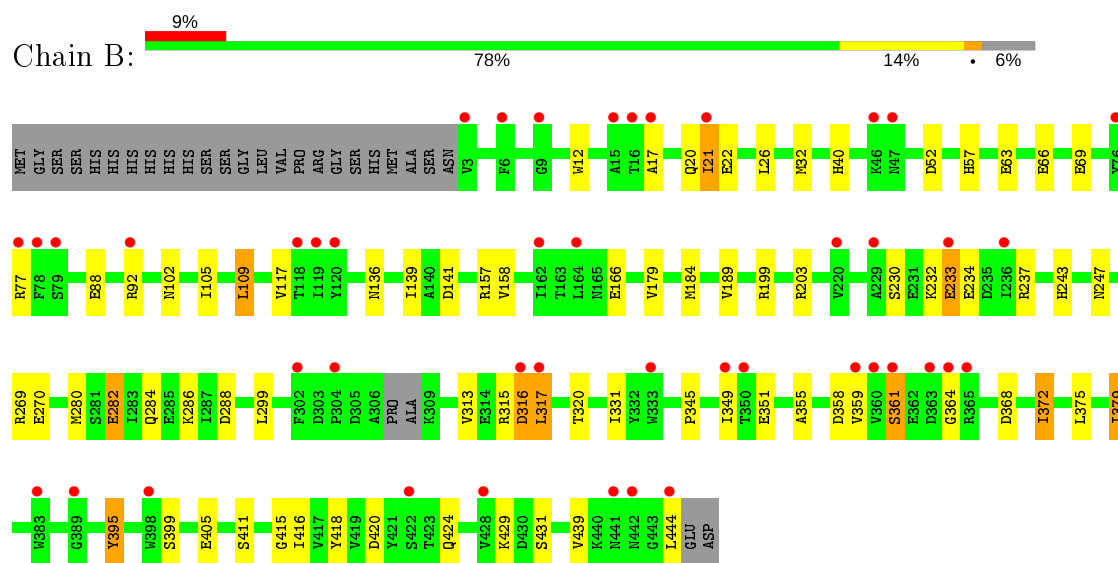 9%
Chain B:
78% 14% • 6%
MET GLY SER SER HIS HIS HIS HIS HIS HIS SER SER GLY LEU VAL PRO ARG GLY SER HIS MET ALA SER ASN V3 F6 G9 W12 A15 T16 A17 Q20 I21 E22 L26 M32 H40 K46 N47 D52 H57 E63 E66 E69 Y76
R77 F78 S79 E88 R92 N102 I105 L109 V117 T118 I119 Y120 N136 I139 A140 D141 R157 V158 I162 T163 L164 N165 E166 V179 M184 V189 R199 R203 V220 A229 S230 E231 K232 E233 E234 D235 I236 R237 H243 N247
R269 E270 M280 S281 E282 I283 Q284 E285 K286 I287 D288 L299 F302 D303 P304 D305 A306 PRO ALA K309 V313 E314 R315 D316 L317 T320 I331 Y332 W333 P345 I349 T350 E351 A355 D358 V359 V360 S361 E362 D363 G364 R365 D368 I372 L375
W383 G389 Y395 W398 S399 E405 S411 G415 I416 V417 Y418 V419 D420 Y421 S422 T423 Q424 V428 K429 D430 S431 V439 K440 N441 N442 G443 L444 GLU ASP